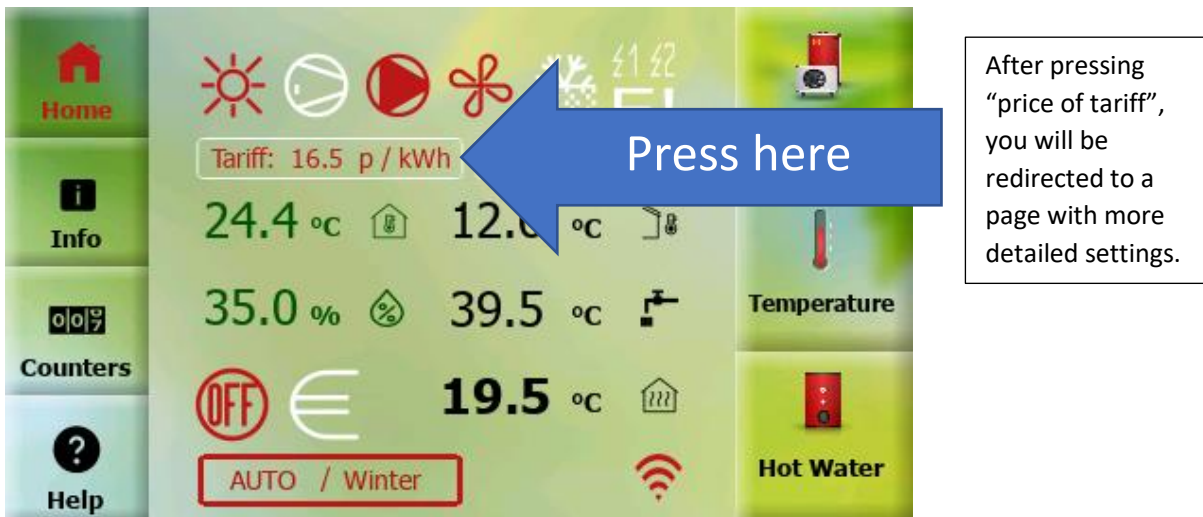 Home
Info
Counters
Help
Tariff: 16.5 p / kWh
24.4 °C
12. °C
35.0 %
39.5 °C
OFF
19.5 °C
AUTO / Winter
Press here
Temperature
Hot Water
After pressing
“price of tariff”,
you will be
redirected to a
page with more
detailed settings.